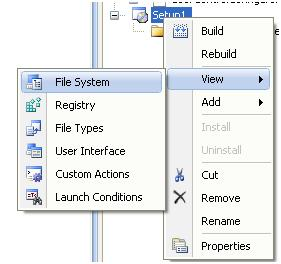 Setup1
Build
Rebuild
View
Add
Install
Uninstall
Cut
Remove
Rename
Properties
File System
Registry
File Types
User Interface
Custom Actions
Launch Conditions